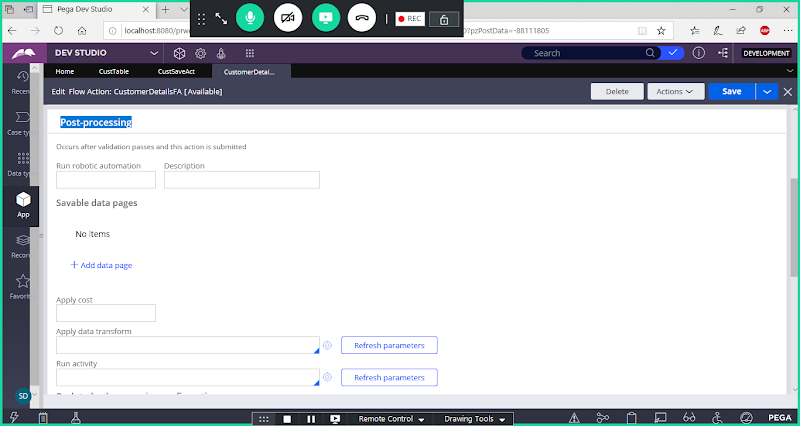 Pega Dev Studio
localhost:8080/prw
0?pzPostData=-88111805
REC
ABP
DEV STUDIO
Search
DEVELOPMENT
Home
CustTable
CustSaveAct
CustomerDetai...
Recen
Edit Flow Action: CustomerDetailsFA [Available]
Delete
Actions
Save
Case typ
Data typ
App
Recor
Favorit
Post-processing
Occurs after validation passes and this action is submitted
Run robotic automation
Description
Savable data pages
No items
+ Add data page
Apply cost
Apply data transform
Refresh parameters
Run activity
Refresh parameters
SD
Remote Control
Drawing Tools
PEGA